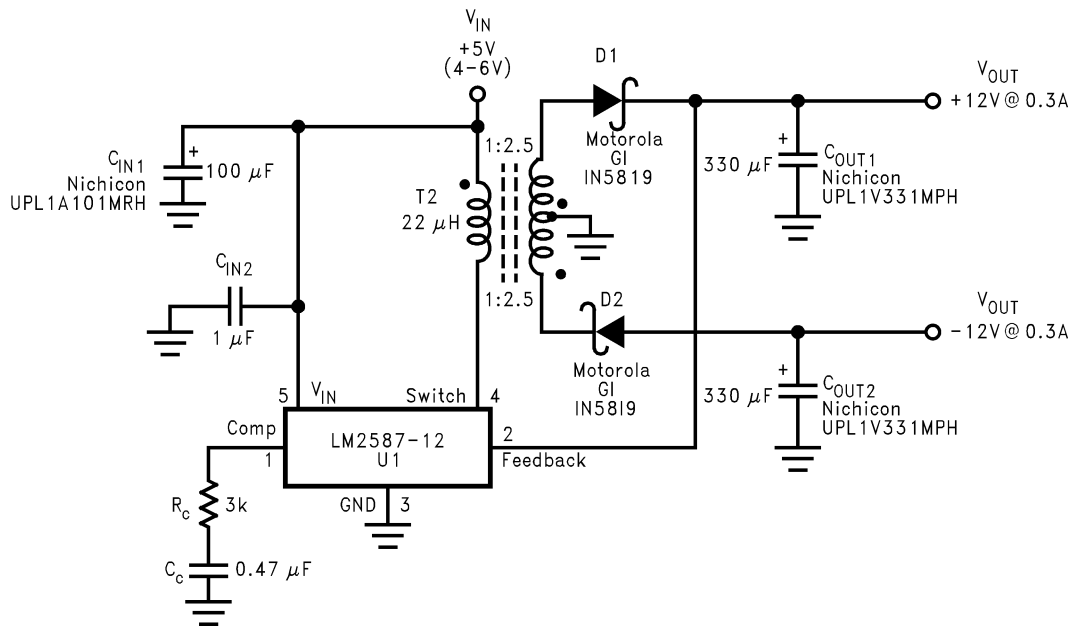 V_IN
+5V
(4–6V)
C_IN1
Nichicon
UPL1A101MRH
+
100 μF
C_IN2
1 μF
T2
22 μH
1:2.5
1:2.5
D1
Motorola
GI
IN5819
D2
Motorola
GI
IN58I9
330 μF
+
C_OUT1
Nichicon
UPL1V331MPH
V_OUT
+12V@ 0.3A
330 μF
+
C_OUT2
Nichicon
UPL1V331MPH
V_OUT
−12V@ 0.3A
5
V_IN
Switch
4
Comp
1
LM2587-12
U1
2
Feedback
GND
3
R_c
3k
C_c
0.47 μF